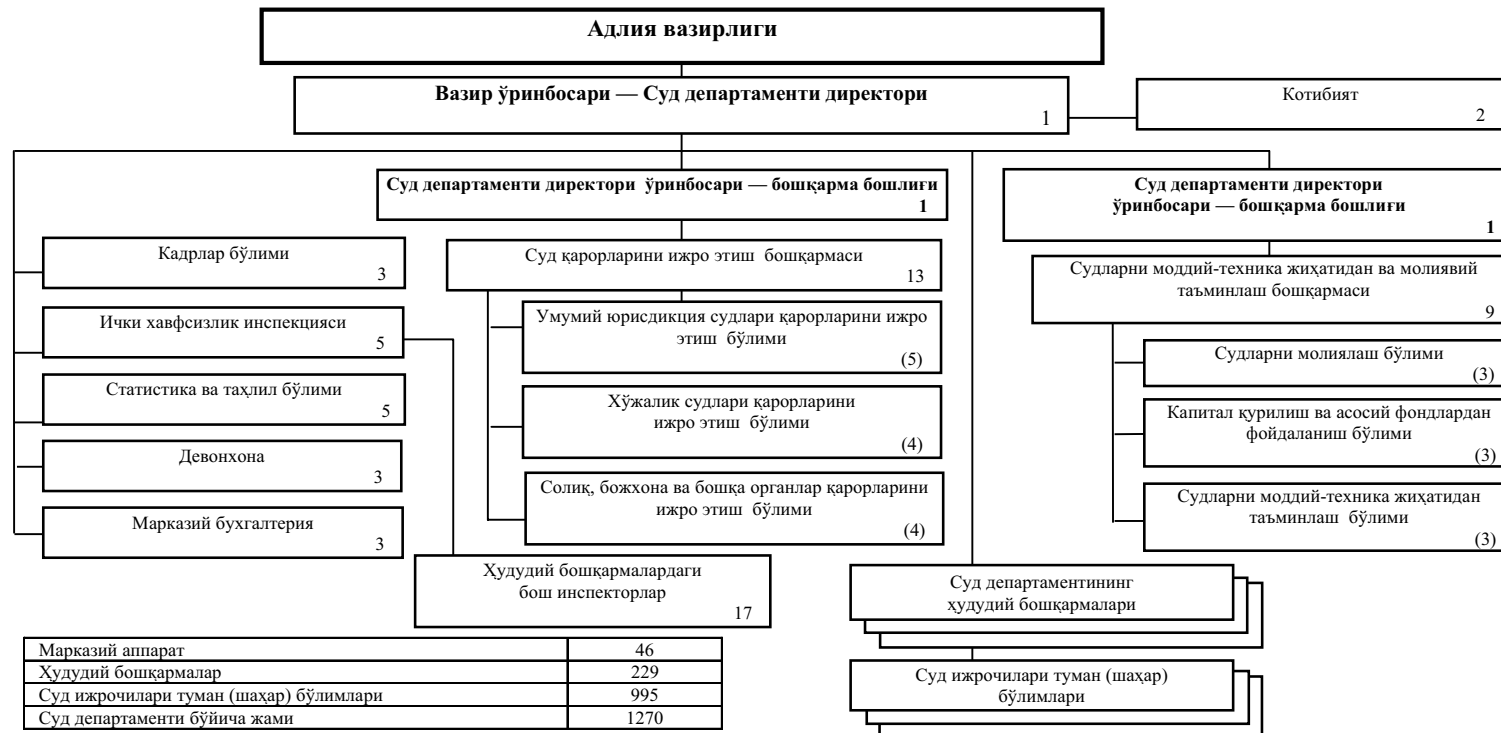 Адлия вазирлиги
Вазир ўринбосари — Суд департаменти директори
1
Котибият
2
Суд департаменти директори ўринбосари — бошқарма бошлиғи
1
Суд департаменти директори
ўринбосари — бошқарма бошлиғи
1
Кадрлар бўлими
3
Ички хавфсизлик инспекцияси
5
Статистика ва таҳлил бўлими
5
Девонхона
3
Марказий бухгалтерия
3
Суд қарорларини ижро этиш бошқармаси
13
Умумий юрисдикция судлари қарорларини ижро
этиш бўлими
(5)
Хўжалик судлари қарорларини
ижро этиш бўлими
(4)
Солиқ, божхона ва бошқа органлар қарорларини
ижро этиш бўлими
(4)
Судларни моддий-техника жиҳатидан ва молиявий
таъминлаш бошқармаси
9
Судларни молиялаш бўлими
(3)
Капитал қурилиш ва асосий фондлардан
фойдаланиш бўлими
(3)
Судларни моддий-техника жиҳатидан
таъминлаш бўлими
(3)
Ҳудудий бошқармалардаги
бош инспекторлар
17
Суд департаментининг
ҳудудий бошқармалари
Суд ижрочилари туман (шаҳар)
бўлимлари
Марказий аппарат 46
Ҳудудий бошқармалар 229
Суд ижрочилари туман (шаҳар) бўлимлари 995
Суд департаменти бўйича жами 1270